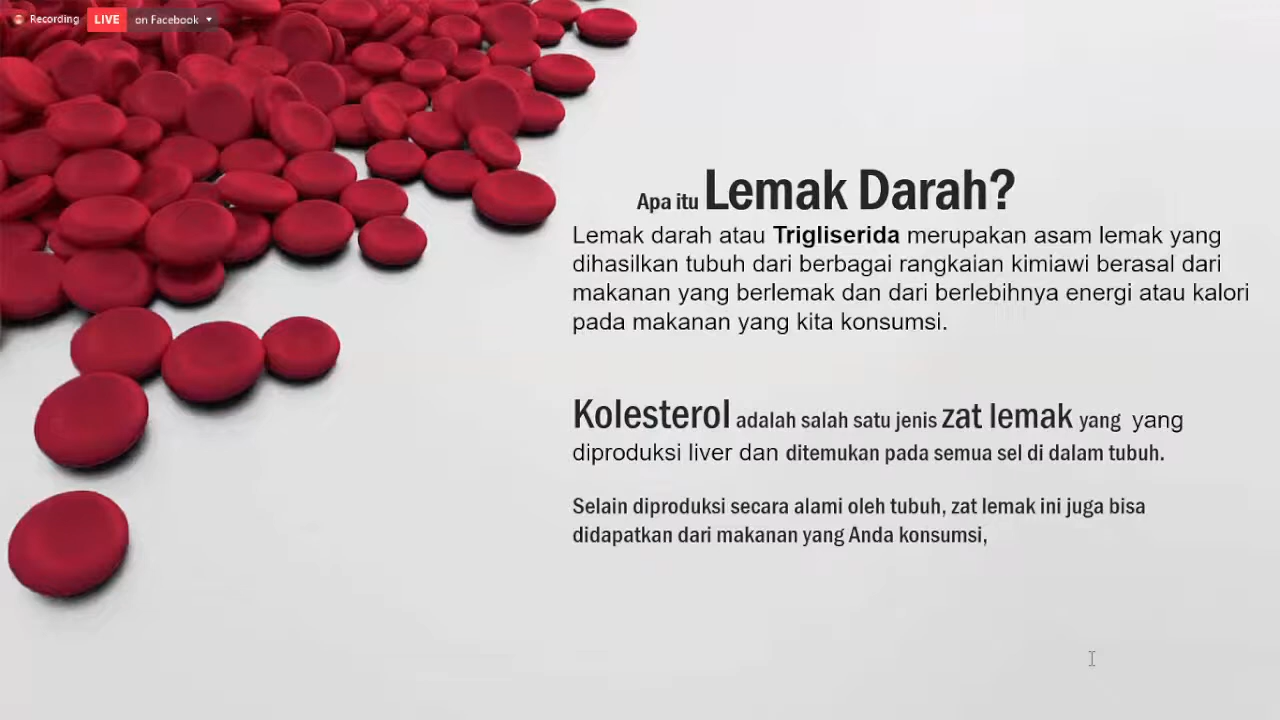 Recording LIVE on Facebook
Apa itu Lemak Darah?
Lemak darah atau Trigliserida merupakan asam lemak yang
dihasilkan tubuh dari berbagai rangkaian kimiawi berasal dari
makanan yang berlemak dan dari berlebihnya energi atau kalori
pada makanan yang kita konsumsi.
Kolesterol adalah salah satu jenis zat lemak yang yang
diproduksi liver dan ditemukan pada semua sel di dalam tubuh.
Selain diproduksi secara alami oleh tubuh, zat lemak ini juga bisa
didapatkan dari makanan yang Anda konsumsi,